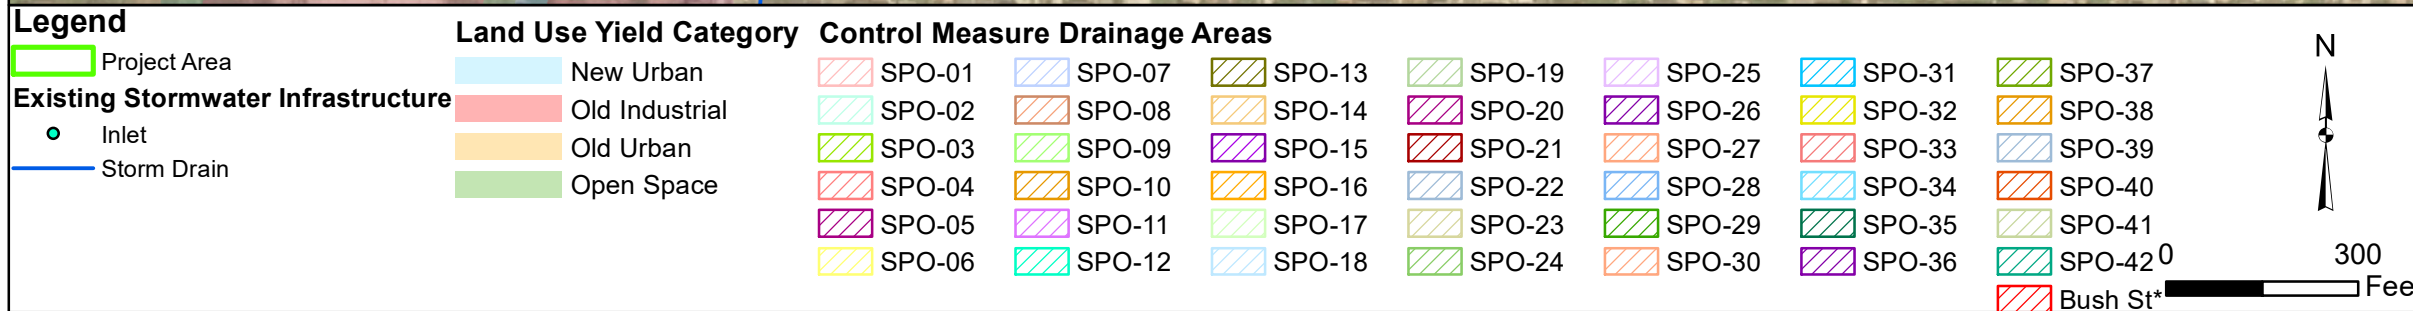 Legend
Project Area
Existing Stormwater Infrastructure
Inlet
Storm Drain
Land Use Yield Category
New Urban
Old Industrial
Old Urban
Open Space
Control Measure Drainage Areas
SPO-01
SPO-02
SPO-03
SPO-04
SPO-05
SPO-06
SPO-07
SPO-08
SPO-09
SPO-10
SPO-11
SPO-12
SPO-13
SPO-14
SPO-15
SPO-16
SPO-17
SPO-18
SPO-19
SPO-20
SPO-21
SPO-22
SPO-23
SPO-24
SPO-25
SPO-26
SPO-27
SPO-28
SPO-29
SPO-30
SPO-31
SPO-32
SPO-33
SPO-34
SPO-35
SPO-36
SPO-37
SPO-38
SPO-39
SPO-40
SPO-41
SPO-42
Bush St*
N
0 300
Fee